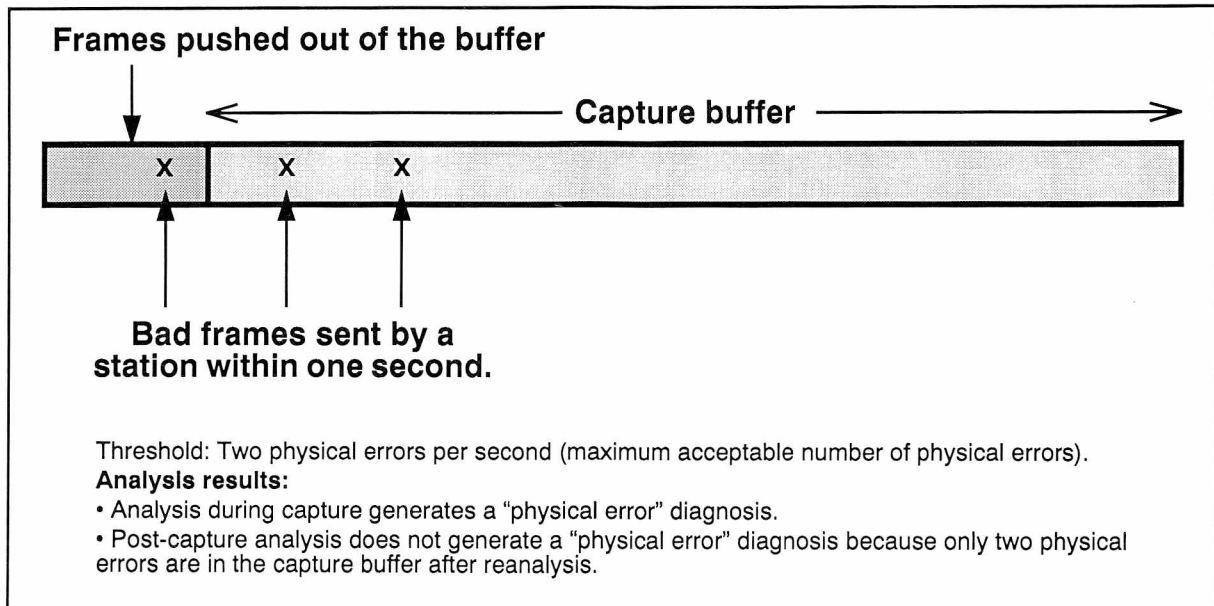 Frames pushed out of the buffer
Capture buffer
X X X
Bad frames sent by a
station within one second.
Threshold: Two physical errors per second (maximum acceptable number of physical errors).
Analysis results:
• Analysis during capture generates a “physical error” diagnosis.
• Post-capture analysis does not generate a “physical error” diagnosis because only two physical
errors are in the capture buffer after reanalysis.